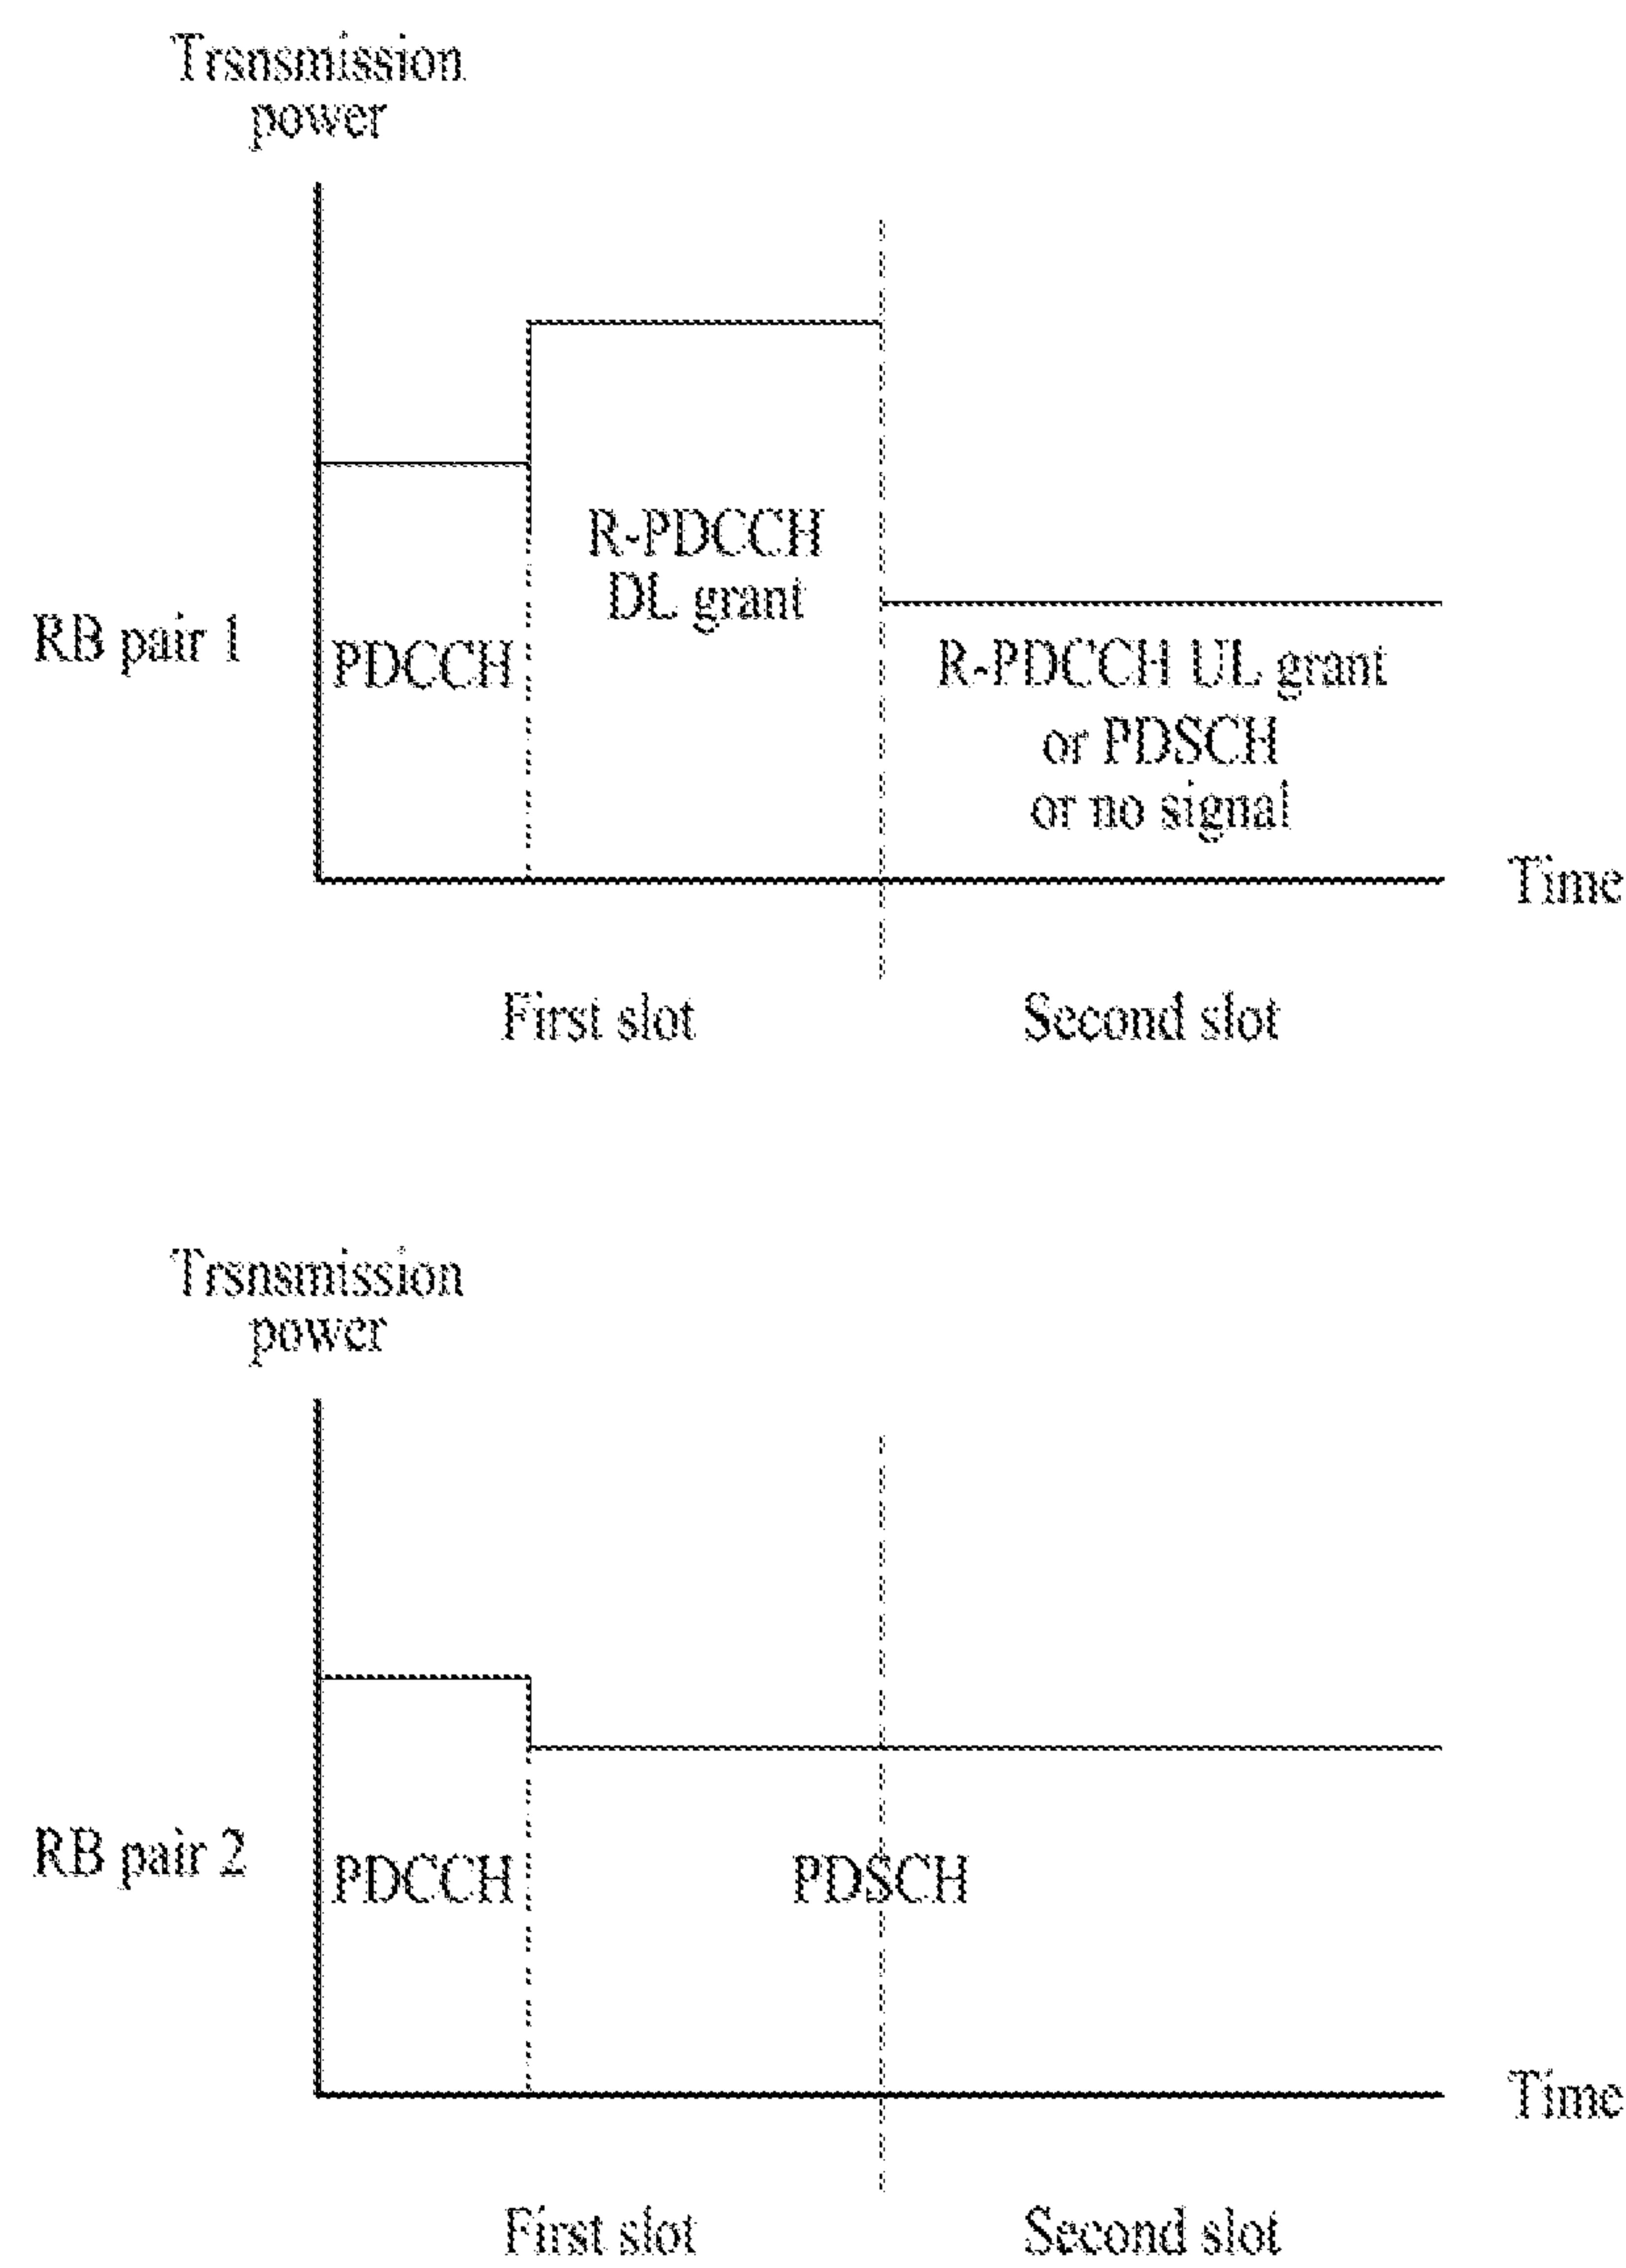 Trsnsmission
power
R-PDCCH
DL grant
RB pair 1
PDCCH
R-PDCCH UL grant
or PDSCH
or no signal
Time
First slot
Second slot
Trsnsmission
power
RB pair 2
PDCCH
PDSCH
Time
First slot
Second slot